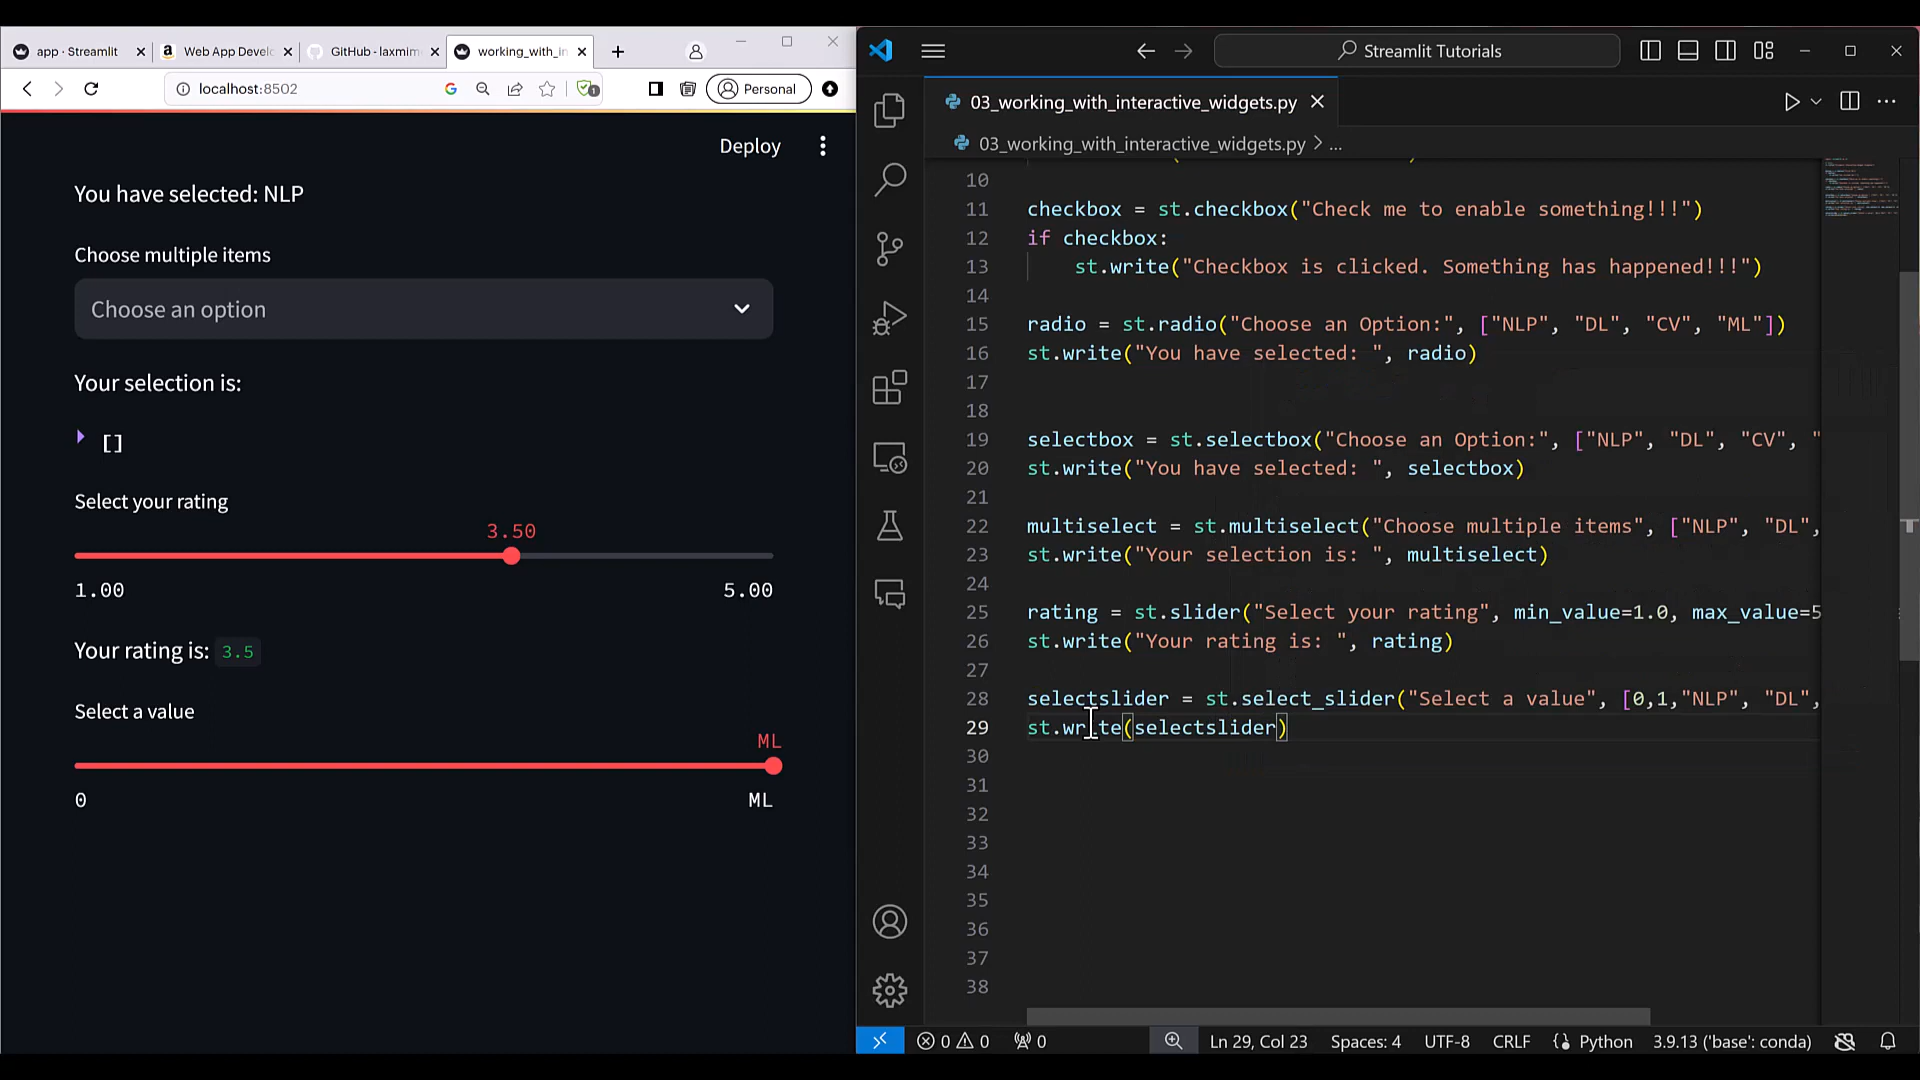 app · Streamlit
Web App Devel
GitHub - laxmim
working_with_in
localhost:8502
Personal
Deploy
You have selected: NLP
Choose multiple items
Choose an option
Your selection is:
[]
Select your rating
3.50
1.00 5.00
Your rating is: 3.5
Select a value
ML
0 ML
Streamlit Tutorials
03_working_with_interactive_widgets.py
03_working_with_interactive_widgets.py > ...
10
11 checkbox = st.checkbox("Check me to enable something!!!")
12 if checkbox:
13 st.write("Checkbox is clicked. Something has happened!!!")
14
15 radio = st.radio("Choose an Option:", ["NLP", "DL", "CV", "ML"])
16 st.write("You have selected: ", radio)
17
18
19 selectbox = st.selectbox("Choose an Option:", ["NLP", "DL", "CV", "
20 st.write("You have selected: ", selectbox)
21
22 multiselect = st.multiselect("Choose multiple items", ["NLP", "DL",
23 st.write("Your selection is: ", multiselect)
24
25 rating = st.slider("Select your rating", min_value=1.0, max_value=5
26 st.write("Your rating is: ", rating)
27
28 selectslider = st.select_slider("Select a value", [0,1,"NLP", "DL",
29 st.write(selectslider)
30
31
32
33
34
35
36
37
38
0 0 0
Ln 29, Col 23
Spaces: 4
UTF-8
CRLF
Python
3.9.13 ('base': conda)